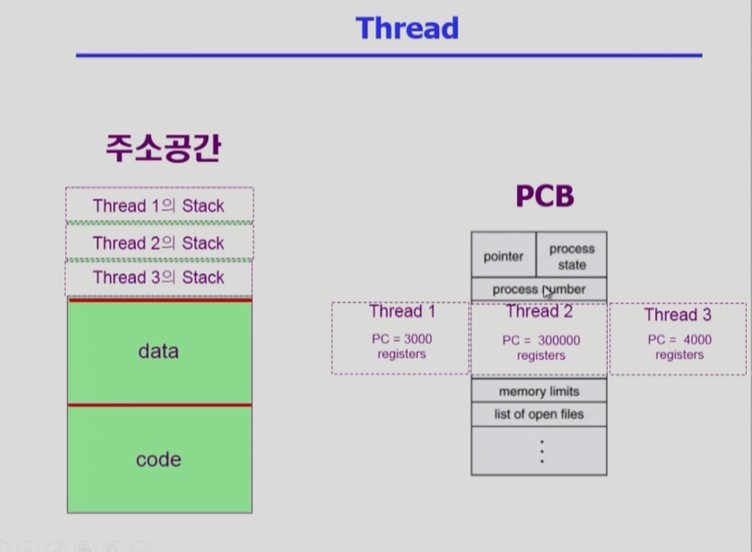 Thread
주소공간
Thread 1의 Stack
Thread 2의 Stack
Thread 3의 Stack
data
code
PCB
pointer
process
state
process number
Thread 1
PC = 3000
registers
Thread 2
PC = 300000
registers
Thread 3
PC = 4000
registers
memory limits
list of open files